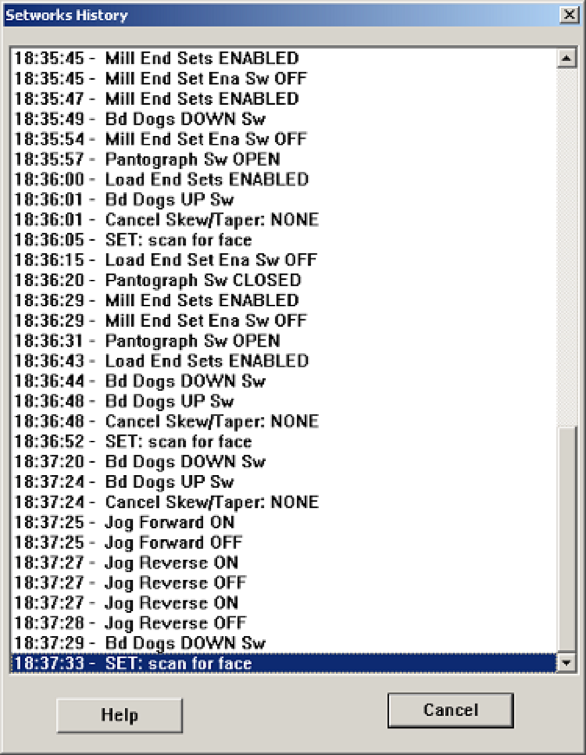 Setworks History
18:35:45 - Mill End Sets ENABLED
18:35:45 - Mill End Set Ena Sw OFF
18:35:47 - Mill End Sets ENABLED
18:35:49 - Bd Dogs DOWN Sw
18:35:54 - Mill End Set Ena Sw OFF
18:35:57 - Pantograph Sw OPEN
18:36:00 - Load End Sets ENABLED
18:36:01 - Bd Dogs UP Sw
18:36:01 - Cancel Skew/Taper: NONE
18:36:05 - SET: scan for face
18:36:15 - Load End Set Ena Sw OFF
18:36:20 - Pantograph Sw CLOSED
18:36:29 - Mill End Sets ENABLED
18:36:29 - Mill End Set Ena Sw OFF
18:36:31 - Pantograph Sw OPEN
18:36:43 - Load End Sets ENABLED
18:36:44 - Bd Dogs DOWN Sw
18:36:48 - Bd Dogs UP Sw
18:36:48 - Cancel Skew/Taper: NONE
18:36:52 - SET: scan for face
18:37:20 - Bd Dogs DOWN Sw
18:37:24 - Bd Dogs UP Sw
18:37:24 - Cancel Skew/Taper: NONE
18:37:25 - Jog Forward ON
18:37:25 - Jog Forward OFF
18:37:27 - Jog Reverse ON
18:37:27 - Jog Reverse OFF
18:37:27 - Jog Reverse ON
18:37:28 - Jog Reverse OFF
18:37:29 - Bd Dogs DOWN Sw
18:37:33 - SET: scan for face
Help
Cancel